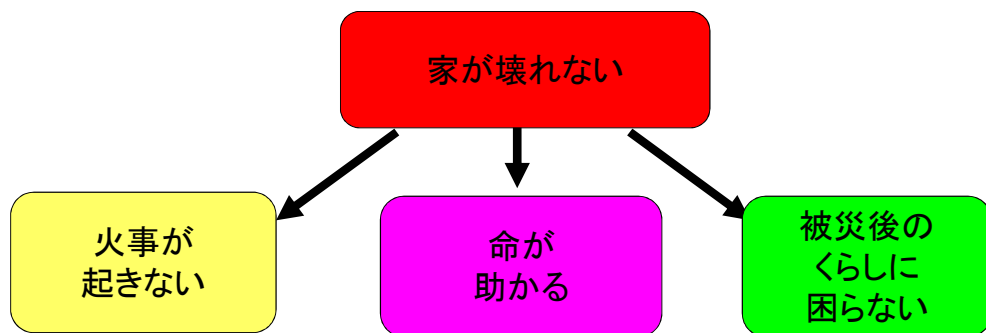 家が壊れない
火事が
起きない
命が
助かる
被災後の
くらしに
困らない